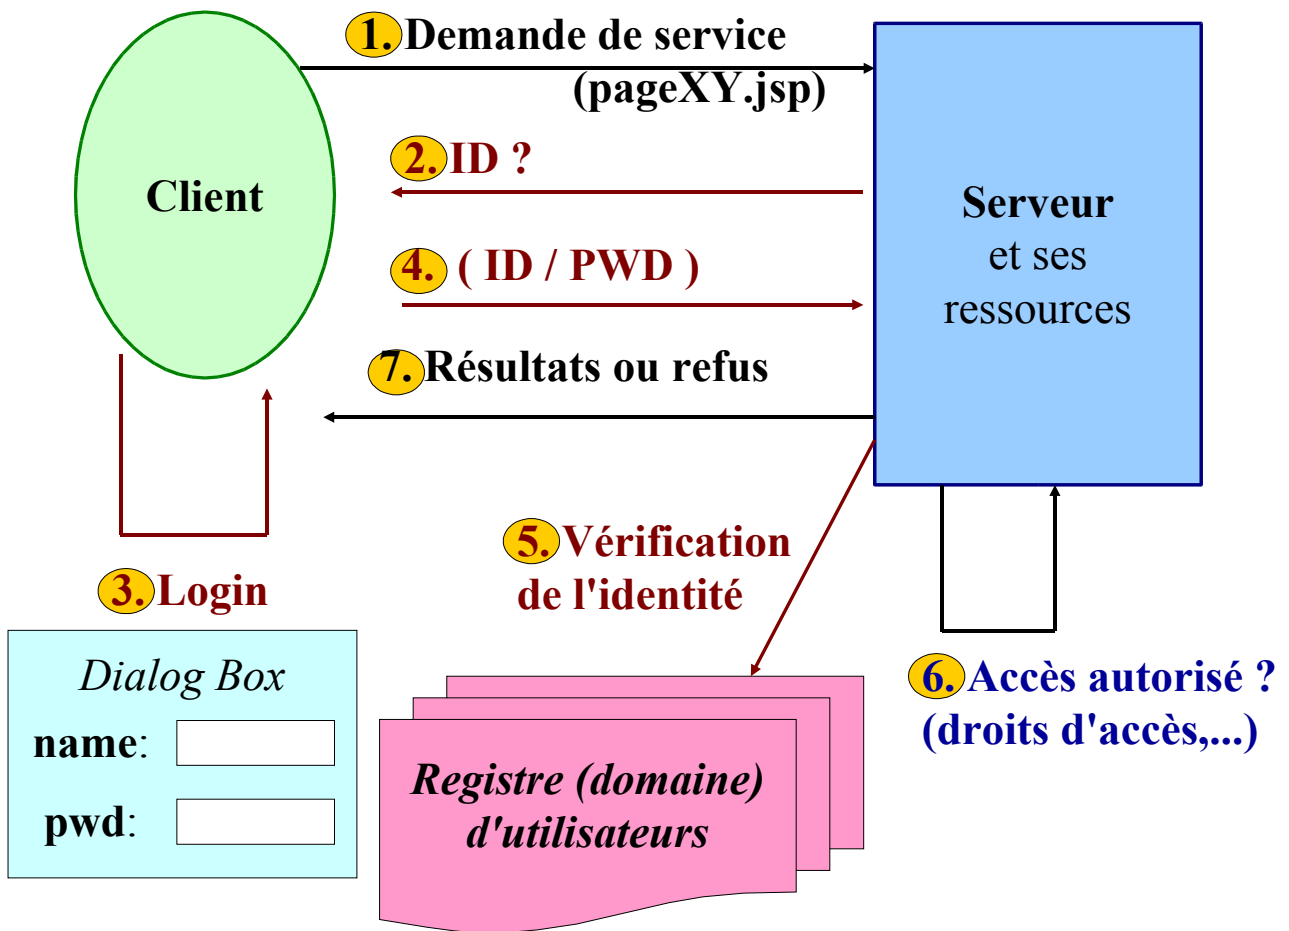 1. Demande de service
(pageXY.jsp)
2. ID ?
Client
Serveur
et ses
ressources
4. ( ID / PWD )
7. Résultats ou refus
5. Vérification
de l'identité
3. Login
Dialog Box
name:
pwd:
6. Accès autorisé ?
(droits d'accès,...)
Registre (domaine)
d'utilisateurs